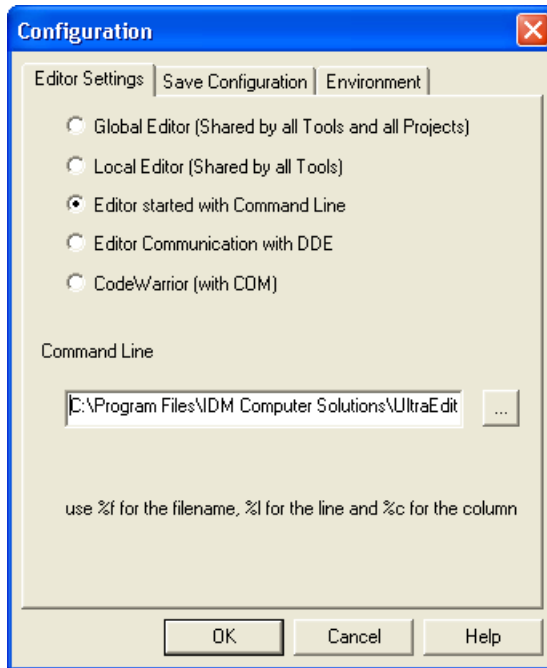 Configuration
Editor Settings Save Configuration Environment
Global Editor (Shared by all Tools and all Projects)
Local Editor (Shared by all Tools)
Editor started with Command Line
Editor Communication with DDE
CodeWarrior (with COM)
Command Line
C:\Program Files\IDM Computer Solutions\UltraEdit ...
use %f for the filename, %l for the line and %c for the column
OK Cancel Help